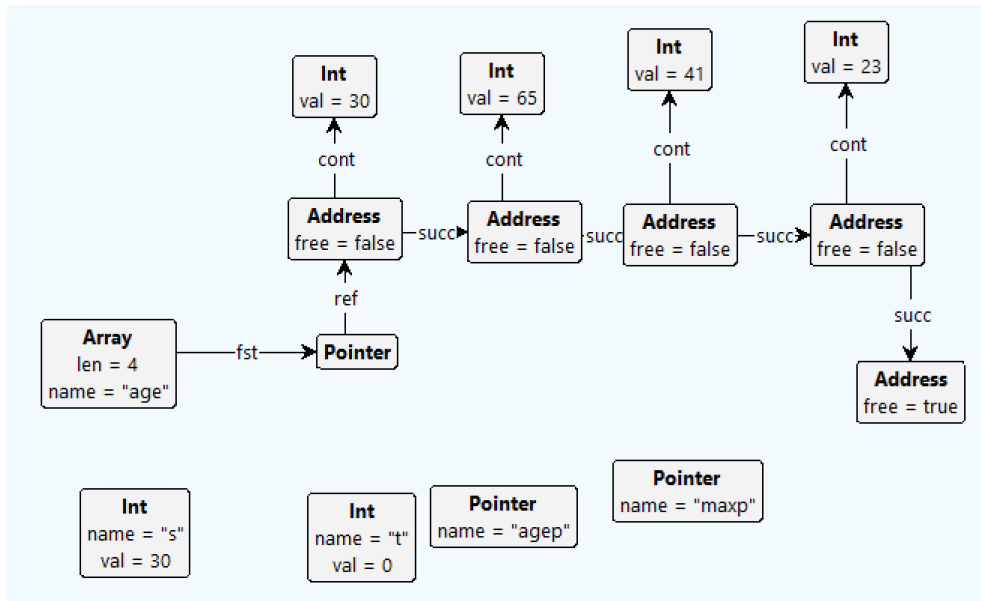 Int
val = 30
Int
val = 65
Int
val = 41
Int
val = 23
cont
cont
cont
cont
Address
free = false
succ
Address
free = false
succ
Address
free = false
succ
Address
free = false
ref
succ
Array
len = 4
name = "age"
fst
Pointer
Address
free = true
Int
name = "s"
val = 30
Int
name = "t"
val = 0
Pointer
name = "agep"
Pointer
name = "maxp"